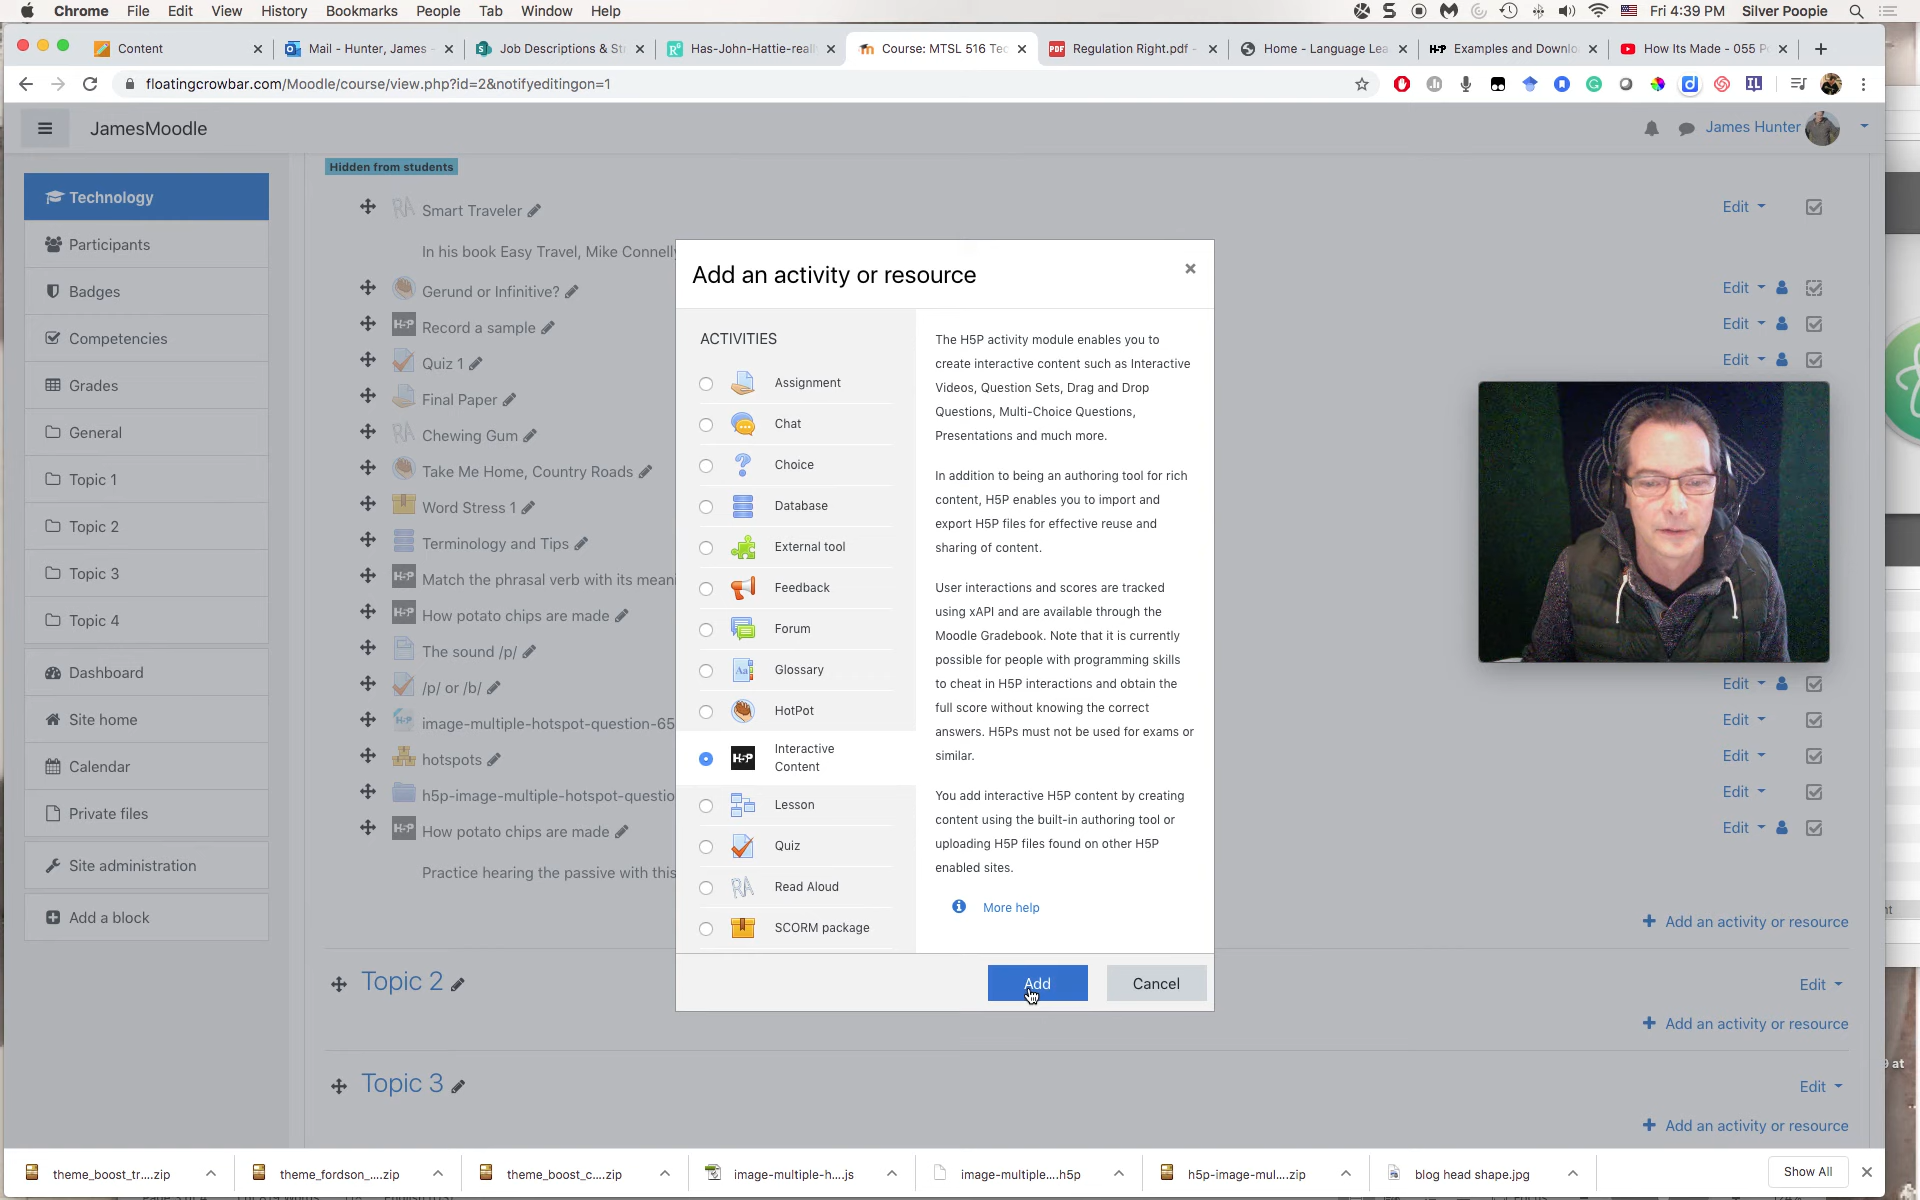 Chrome File Edit View History Bookmarks People Tab Window Help
Fri 4:39 PM Silver Poopie
Content
Mail - Hunter, James -
Job Descriptions & St
Has-John-Hattie-real
Course: MTSL 516 Tec
Regulation Right.pdf -
Home - Language Lea
Examples and Downlo
How Its Made - 055 P
floatingcrowbar.com/Moodle/course/view.php?id=2&notifyeditingon=1
JamesMoodle
James Hunter
Technology
Participants
Badges
Competencies
Grades
General
Topic 1
Topic 2
Topic 3
Topic 4
Dashboard
Site home
Calendar
Private files
Site administration
Add a block
Hidden from students
Smart Traveler
Edit
In his book Easy Travel, Mike Connelly
Gerund or Infinitive?
Edit
Record a sample
Edit
Quiz 1
Edit
Final Paper
Chewing Gum
Take Me Home, Country Roads
Word Stress 1
Terminology and Tips
Match the phrasal verb with its meani
How potato chips are made
The sound /p/
/p/ or /b/
Edit
image-multiple-hotspot-question-65
Edit
hotspots
Edit
h5p-image-multiple-hotspot-questio
Edit
How potato chips are made
Edit
Practice hearing the passive with this
Add an activity or resource
Topic 2
Edit
Add an activity or resource
Topic 3
Edit
Add an activity or resource
Add an activity or resource
×
ACTIVITIES
Assignment
Chat
Choice
Database
External tool
Feedback
Forum
Glossary
HotPot
H5P
Interactive
Content
Lesson
Quiz
Read Aloud
SCORM package
The H5P activity module enables you to
create interactive content such as Interactive
Videos, Question Sets, Drag and Drop
Questions, Multi-Choice Questions,
Presentations and much more.
In addition to being an authoring tool for rich
content, H5P enables you to import and
export H5P files for effective reuse and
sharing of content.
User interactions and scores are tracked
using xAPI and are available through the
Moodle Gradebook. Note that it is currently
possible for people with programming skills
to cheat in H5P interactions and obtain the
full score without knowing the correct
answers. H5Ps must not be used for exams or
similar.
You add interactive H5P content by creating
content using the built-in authoring tool or
uploading H5P files found on other H5P
enabled sites.
More help
Add
Cancel
theme_boost_tr....zip
theme_fordson_....zip
theme_boost_c....zip
image-multiple-h....js
image-multiple....h5p
h5p-image-mul....zip
blog head shape.jpg
Show All